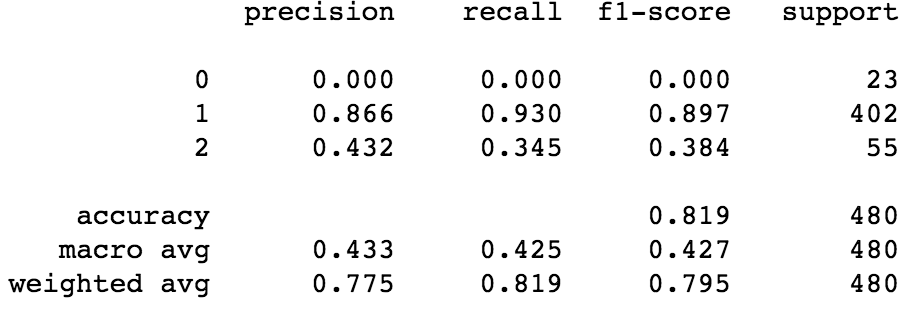 precision recall f1-score support
0 0.000 0.000 0.000 23
1 0.866 0.930 0.897 402
2 0.432 0.345 0.384 55
accuracy 0.819 480
macro avg 0.433 0.425 0.427 480
weighted avg 0.775 0.819 0.795 480